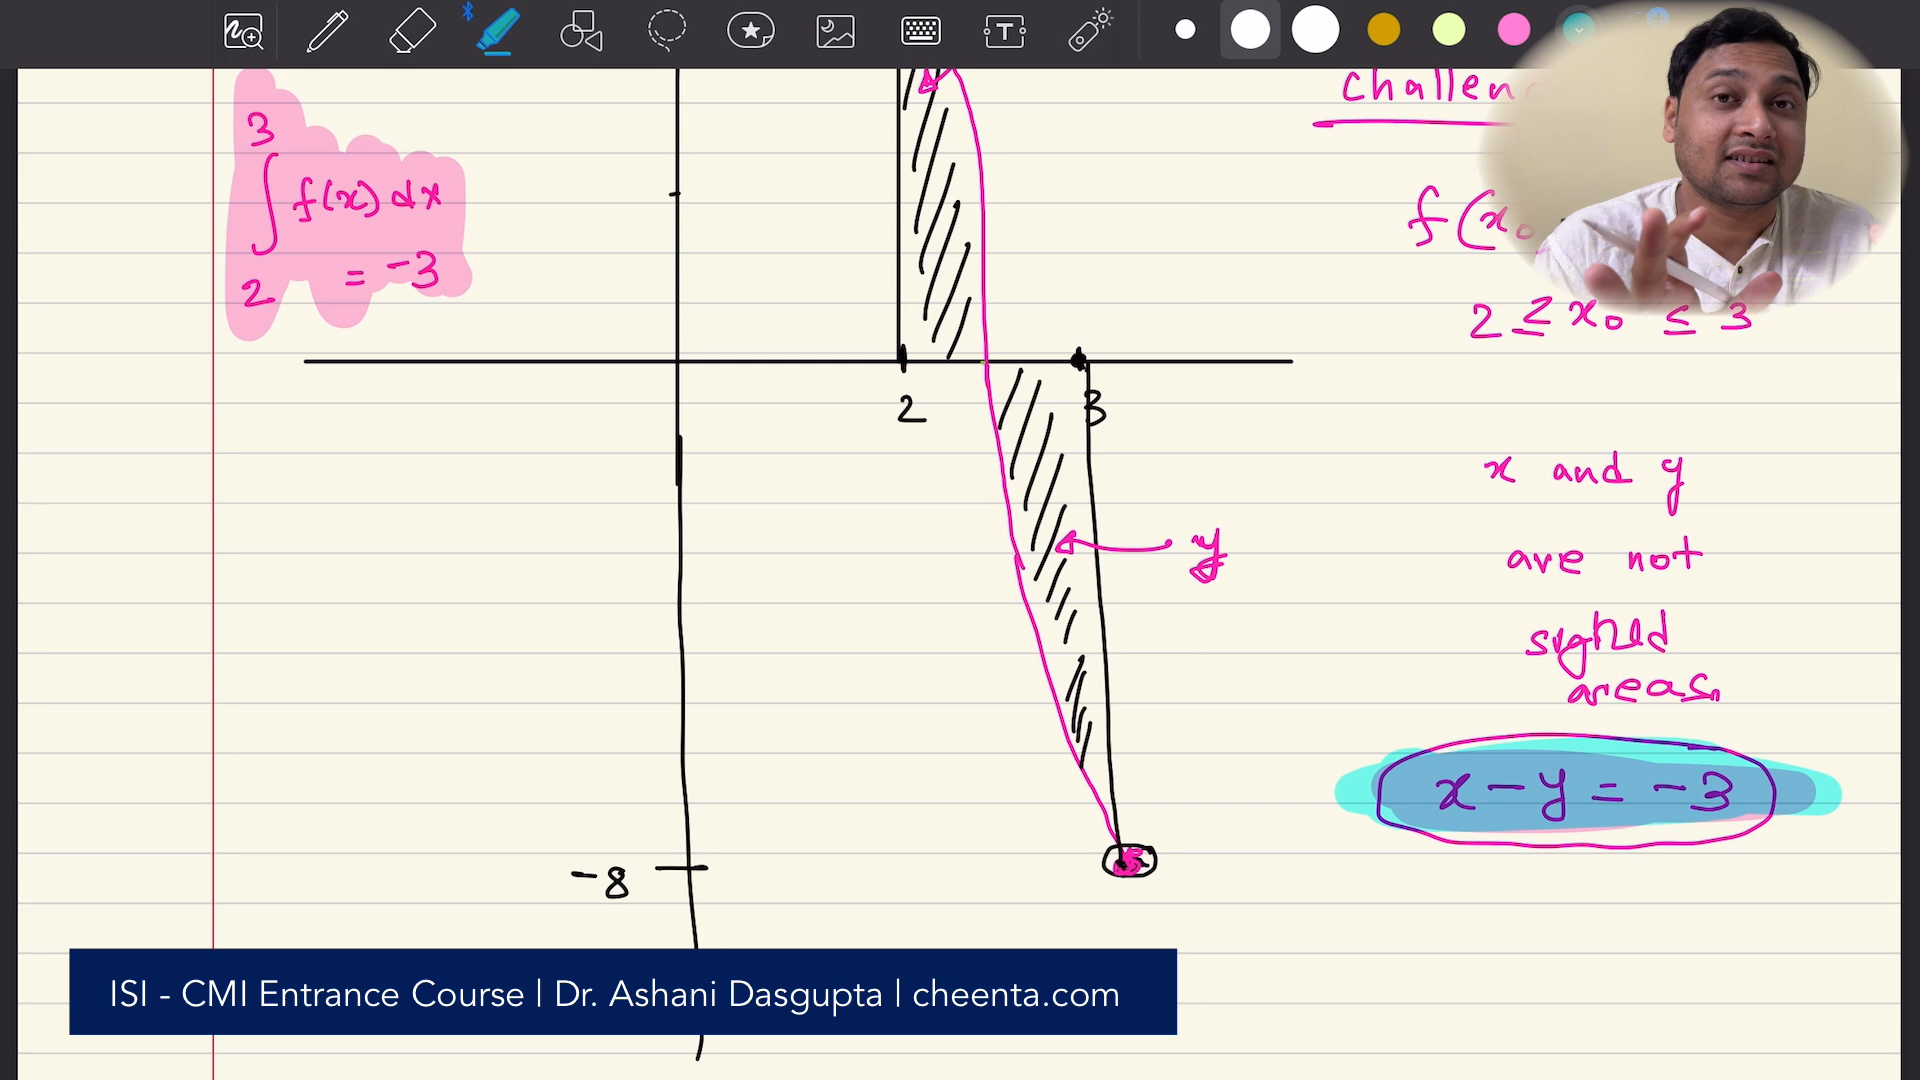 3
∫ f(x) dx
2 = -3
2
3
-8
y
f(x₀
2 ≤ x₀ ≤ 3
x and y
are not
signed
areas
x - y = -3
ISI - CMI Entrance Course | Dr. Ashani Dasgupta | cheenta.com